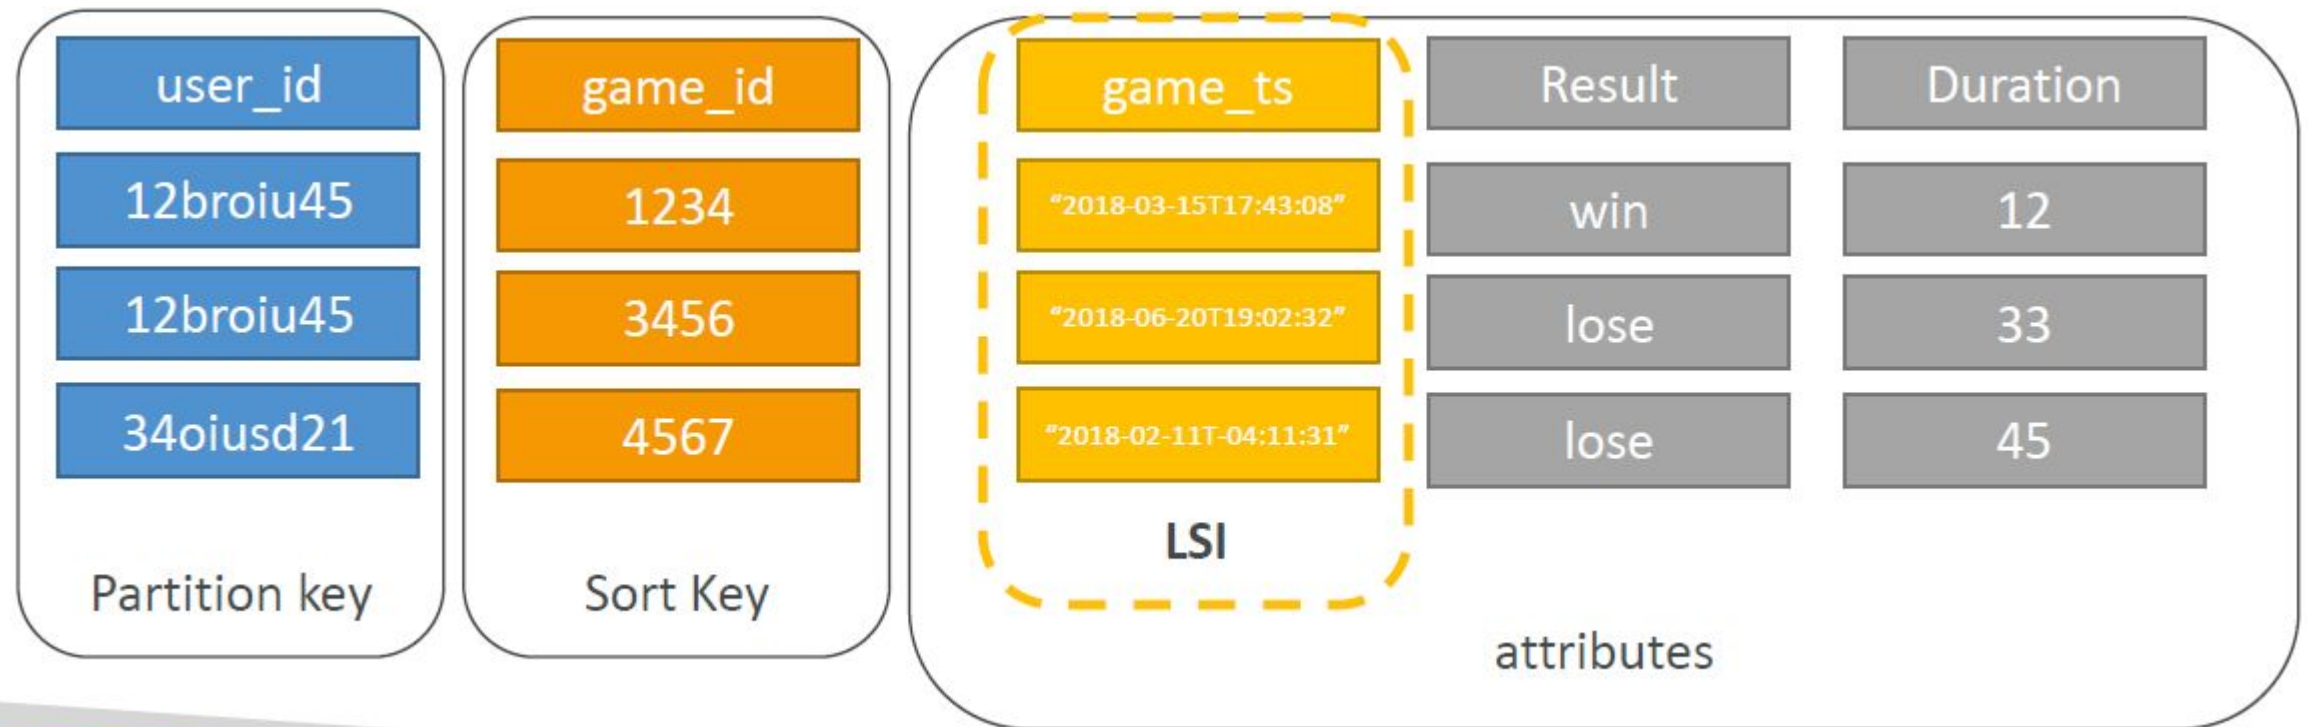 user_id game_id game_ts Result Duration
12broiu45 1234 “2018-03-15T17:43:08” win 12
12broiu45 3456 “2018-06-20T19:02:32” lose 33
34oiusd21 4567 “2018-02-11T-04:11:31” lose 45
LSI
Partition key Sort Key
attributes